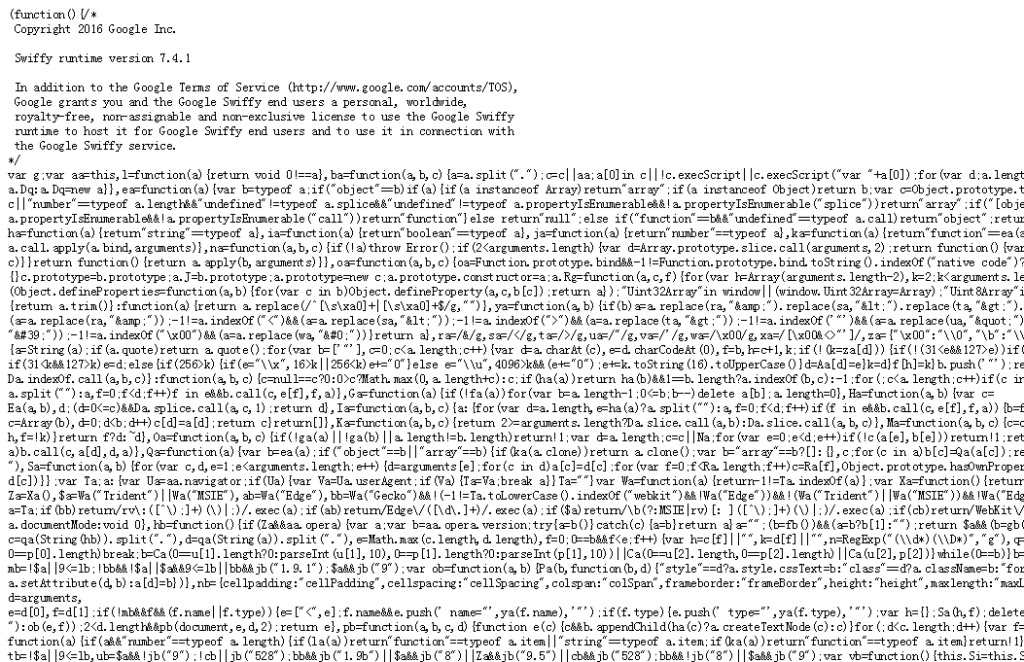 (function(){/*
Copyright 2016 Google Inc.
Swiffy runtime version 7.4.1
In addition to the Google Terms of Service (http://www.google.com/accounts/TOS),
Google grants you and the Google Swiffy end users a personal, worldwide,
royalty-free, non-assignable and non-exclusive license to use the Google Swiffy
runtime to host it for Google Swiffy end users and to use it in connection with
the Google Swiffy service.
*/
var g;var aa=this,l=function(a){return void 0!==a},ba=function(a,b,c){a=a.split(".");c=c||aa;a[0]in c||!c.execScript||c.execScript("var "+a[0]);for(var d;a.leng
a.Dq:a.Dq=new a}},ea=function(a){var b=typeof a;if("object"==b)if(a){if(a instanceof Array)return"array";if(a instanceof Object)return b;var c=Object.prototype.t
c||"number"==typeof a.length&&"undefined"!=typeof a.splice&&"undefined"!=typeof a.propertyIsEnumerable&&!a.propertyIsEnumerable("splice"))return"array";if("[obje
a.propertyIsEnumerable&&!a.propertyIsEnumerable("call"))return"function"}else return"null";else if("function"==b&&"undefined"==typeof a.call)return"object";retur
ha=function(a){return"string"==typeof a},ia=function(a){return"boolean"==typeof a},ja=function(a){return"number"==typeof a},ka=function(a){return"function"==ea(a
a.call.apply(a.bind,arguments)},na=function(a,b,c){if(!a)throw Error();if(2<arguments.length){var d=Array.prototype.slice.call(arguments,2);return function(){var
c)}}return function(){return a.apply(b,arguments)}},oa=function(a,b,c){oa=Function.prototype.bind&&-1!=Function.prototype.bind.toString().indexOf("native code")?
{}c.prototype=b.prototype;a.J=b.prototype;a.prototype=new c;a.prototype.constructor=a;a.Rg=function(a,c,f){for(var h=Array(arguments.length-2),k=2;k<arguments.le
(Object.defineProperties=function(a,b){for(var c in b)Object.defineProperty(a,c,b[c]);return a});"Uint32Array"in window||(window.Uint32Array=Array);"Uint8Array"i
{return a.trim()}:function(a){return a.replace(/^[\s\xa0]+|[\s\xa0]+$/g,"")},ya=function(a,b){if(b)a=a.replace(ra,"&amp;").replace(sa,"&lt;").replace(ta,"&gt;").
(a=a.replace(ra,"&amp;"));-1!=a.indexOf("<")&&(a=a.replace(sa,"&lt;"));-1!=a.indexOf(">")&&(a=a.replace(ta,"&gt;"));-1!=a.indexOf('"')&&(a=a.replace(ua,"&quot;")
"&#39;"));-1!=a.indexOf("\x00")&&(a=a.replace(wa,"&#0;"))}return a},ra=/&/g,sa=/</g,ta=/>/g,ua=/"/g,va=/'/g,wa=/\x00/g,xa=/[\x00&<>"']/,za={"\x00":"\\0","\b":"\\
{a=String(a);if(a.quote)return a.quote();for(var b=['"'],c=0;c<a.length;c++){var d=a.charAt(c),e=d.charCodeAt(0),f=b,h=c+1,k;if(!(k=za[d])){if(!(31<e&&127>e))if(
if(31<k&&127>k)e=d;else{if(256>k){if(e="\\x",16>k||256<k)e+="0"}else e="\\u",4096>k&&(e+="0");e+=k.toString(16).toUpperCase()}d=Aa[d]=e}k=d}f[h]=k}b.push('"');
Da.indexOf.call(a,b,c)}:function(a,b,c){c=null==c?0:0>c?Math.max(0,a.length+c):c;if(ha(a))return ha(b)&&1==b.length?a.indexOf(b,c):-1;for(;c<a.length;c++)if(c in
a.split(""):a,f=0;f<d;f++)f in e&&b.call(c,e[f],f,a)},Ga=function(a){if(!fa(a))for(var b=a.length-1;0<=b;b--)delete a[b];a.length=0},Ha=function(a,b){var c=
Ea(a,b),d;(d=0<=c)&&Da.splice.call(a,c,1);return d},Ia=function(a,b,c){a:{for(var d=a.length,e=ha(a)?a.split(""):a,f=0;f<d;f++)if(f in e&&b.call(c,e[f],f,a)){b=f
c=Array(b),d=0;d<b;d++)c[d]=a[d];return c}return[]},Ka=function(a,b,c){return 2>=arguments.length?Da.slice.call(a,b):Da.slice.call(a,b,c)},Ma=function(a,b,c){c=c
h,f=!k)}return f?d:~d},Oa=function(a,b,c){if(!ga(a)||!ga(b)||a.length!=b.length)return!1;var d=a.length;c=c||Na;for(var e=0;e<d;e++)if(!c(a[e],b[e]))return!1;ret
a)b.call(c,a[d],d,a)},Qa=function(a){var b=ea(a);if("object"==b||"array"==b){if(ka(a.clone))return a.clone();var b="array"==b?[]:{},c;for(c in a)b[c]=Qa(a[c]);re
"),Sa=function(a,b){for(var c,d,e=1;e<arguments.length;e++){d=arguments[e];for(c in d)a[c]=d[c];for(var f=0;f<Ra.length;f++)c=Ra[f],Object.prototype.hasOwnProper
d[c])}};var Ta;a:{var Ua=aa.navigator;if(Ua){var Va=Ua.userAgent;if(Va){Ta=Va;break a}}Ta=""}var Wa=function(a){return-1!=Ta.indexOf(a)};var Xa=function(){return
Za=Xa(),$a=Wa("Trident")||Wa("MSIE"),ab=Wa("Edge"),bb=Wa("Gecko")&&!(-1!=Ta.toLowerCase().indexOf("webkit")&&!Wa("Edge"))&&!(Wa("Trident")||Wa("MSIE"))&&!Wa("Edg
a=Ta;if(bb)return/rv\:([^\);]+)(\)|;)/.exec(a);if(ab)return/Edge\/([\d\.]+)/.exec(a);if($a)return/\b(?:MSIE|rv)[: ]([^\);]+)(\)|;)/.exec(a);if(cb)return/WebKit\/
a.documentMode:void 0},hb=function(){if(Za&&aa.opera){var a;var b=aa.opera.version;try{a=b()}catch(c){a=b}return a}a="";(b=fb())&&(a=b?b[1]:"");return $a&&(b=gb(
c=qa(String(hb)).split("."),d=qa(String(a)).split("."),e=Math.max(c.length,d.length),f=0;0==b&&f<e;f++){var h=c[f]||"",k=d[f]||"",n=RegExp("(\\d*)(\\D*)","g"),q=
0==p[0].length)break;b=Ca(0==u[1].length?0:parseInt(u[1],10),0==p[1].length?0:parseInt(p[1],10))||Ca(0==u[2].length,0==p[2].length)||Ca(u[2],p[2])}while(0==b)}b=
mb=!$a||9<=lb;!bb&&!$a||$a&&9<=lb||bb&&jb("1.9.1");$a&&jb("9");var ob=function(a,b){Pa(b,function(b,d){"style"==d?a.style.cssText=b:"class"==d?a.className=b:"for
a.setAttribute(d,b):a[d]=b})},nb={cellpadding:"cellPadding",cellspacing:"cellSpacing",colspan:"colSpan",frameborder:"frameBorder",height:"height",maxlength:"maxL
d=arguments,
e=d[0],f=d[1];if(!mb&&f&&(f.name||f.type)){e=["<",e];f.name&&e.push(' name="',ya(f.name),'"');if(f.type){e.push(' type="',ya(f.type),'"');var h={};Sa(h,f);delete
"):ob(e,f));2<d.length&&pb(document,e,d,2);return e},pb=function(a,b,c,d){function e(c){c&&b.appendChild(ha(c)?a.createTextNode(c):c)}for(;d<c.length;d++){var f=
function(a){if(a&&"number"==typeof a.length){if(la(a))return"function"==typeof a.item||"string"==typeof a.item;if(ka(a))return"function"==typeof a.item}return!1}
tb=!$a||9<=lb,ub=$a&&!jb("9");!cb||jb("528");bb&&jb("1.9b")||$a&&jb("8")||Za&&jb("9.5")||cb&&jb("528");bb&&!jb("8")||$a&&jb("9");var vb=function(){this.Si=this.S